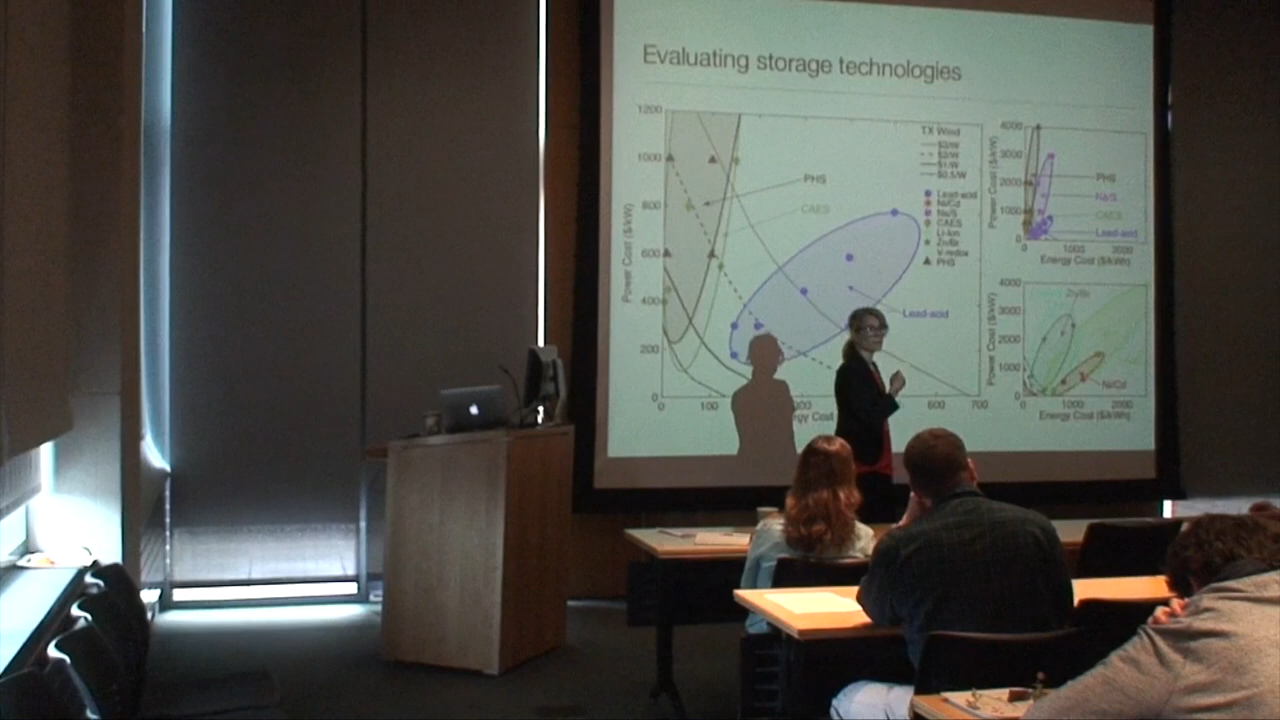 Evaluating storage technologies
1200
1000
800
600
400
200
0
Power Cost ($/kW)
0
100
600
700
PHS
CAES
Lead-acid
TX Wind
$3/W
$2/W
$1/W
$0.5/W
Lead-acid
Ni/Cd
Na/S
CAES
Li-Ion
Zn/Br
V-redox
PHS
4000
3000
2000
1000
0
Power Cost ($/kW)
PHS
Na/S
CAES
Lead-acid
0
1000
Energy Cost ($/kWh)
4000
3000
2000
1000
0
Power Cost ($/kW)
Zn/Br
Ni/Cd
0
1000
2000
Energy Cost ($/kWh)